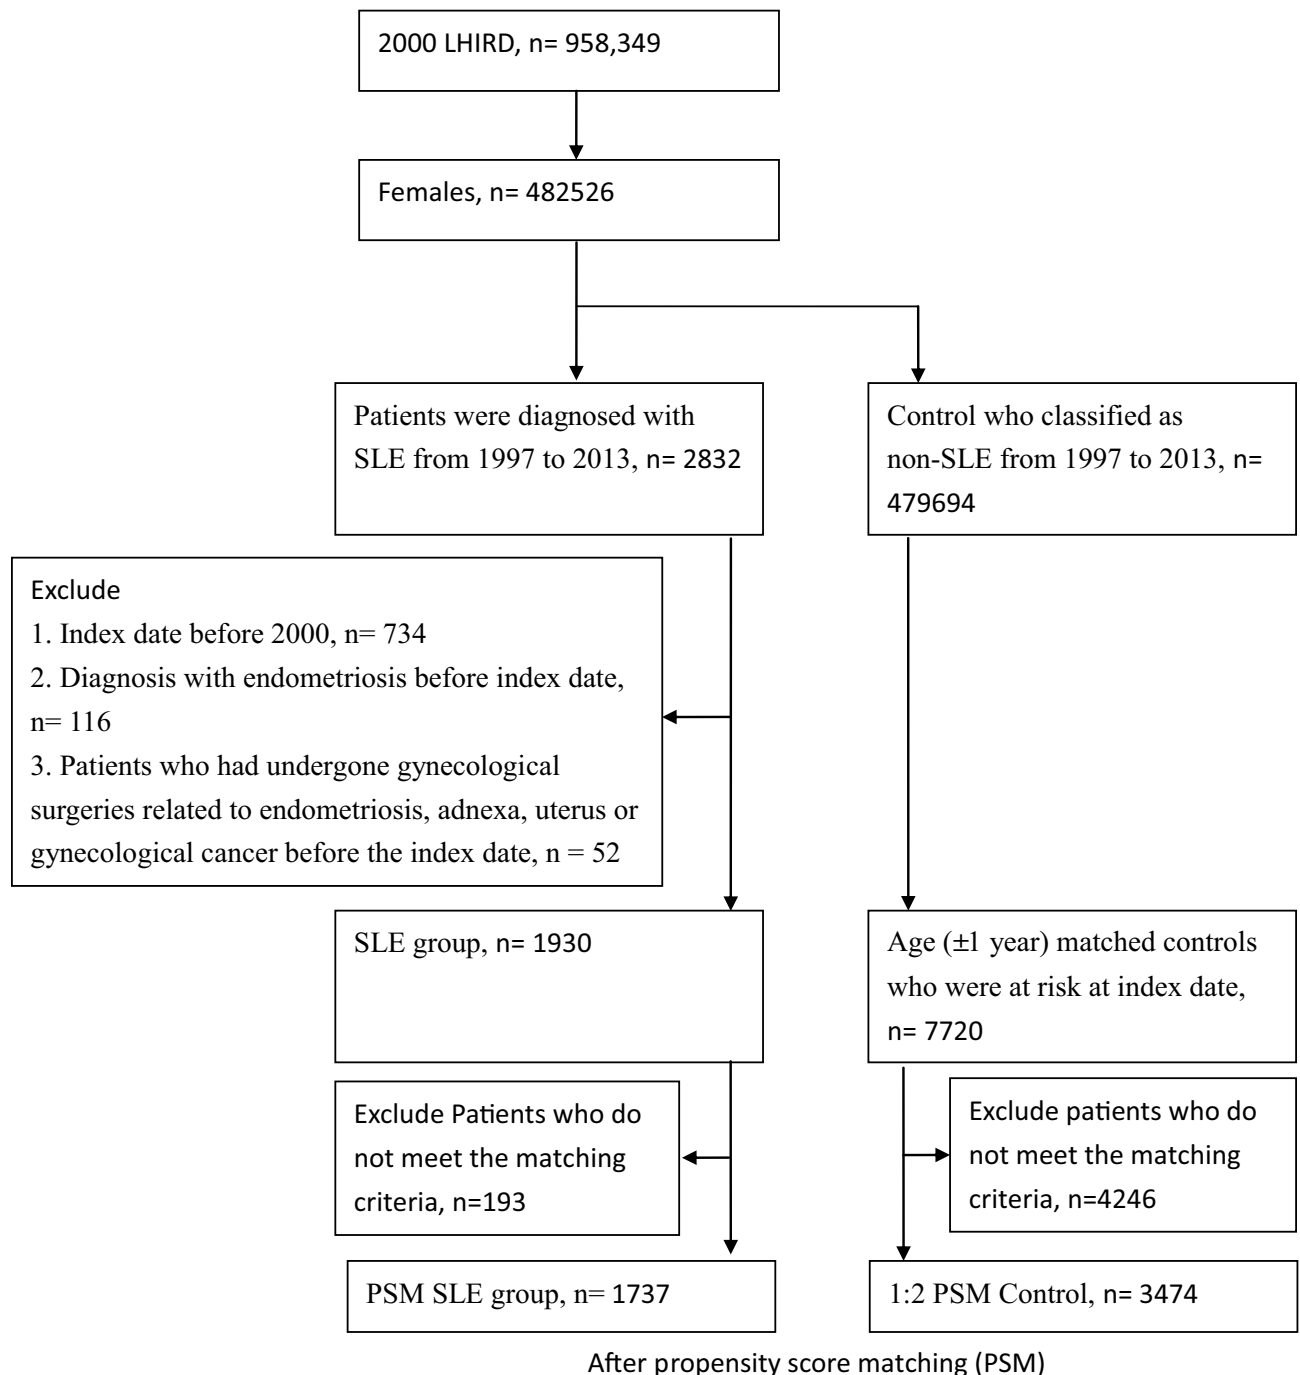 2000 LHIRD, n= 958,349
Females, n= 482526
Patients were diagnosed with
SLE from 1997 to 2013, n= 2832
Control who classified as
non-SLE from 1997 to 2013, n=
479694
Exclude
1. Index date before 2000, n= 734
2. Diagnosis with endometriosis before index date,
n= 116
3. Patients who had undergone gynecological
surgeries related to endometriosis, adnexa, uterus or
gynecological cancer before the index date, n = 52
SLE group, n= 1930
Age (±1 year) matched controls
who were at risk at index date,
n= 7720
Exclude Patients who do
not meet the matching
criteria, n=193
Exclude patients who do
not meet the matching
criteria, n=4246
PSM SLE group, n= 1737
1:2 PSM Control, n= 3474
After propensity score matching (PSM)